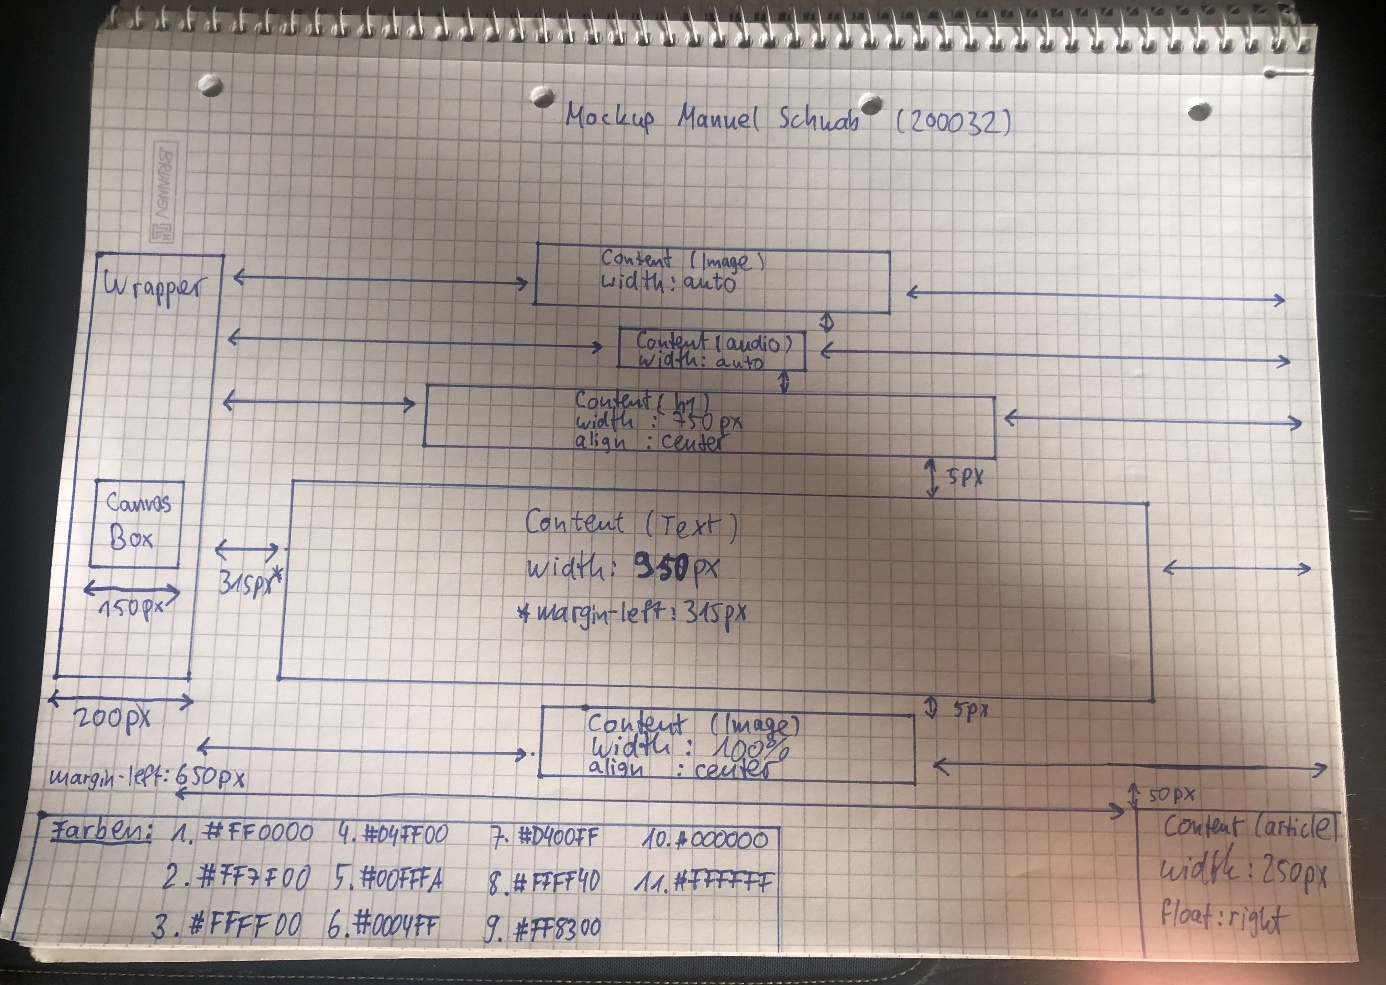 Mockup Manuel Schwab (200032)
BRUNNEN
Wrapper
Content (Image)
width: auto
Content (audio)
width: auto
Content (h1)
width : 750px
align : center
5px
Canvas
Box
150px
315px*
Content (Text)
width: 950px
*margin-left: 315px
200px
5px
Content (Image)
width : 100%
align : center
margin-left: 650px
50px
Content (article)
width: 250px
float: right
Farben: 1. #FF0000 4. #D4FF00 7. #D400FF 10. #000000
2. #FF7F00 5. #00FFFA 8. #FFFF40 11. #FFFFFF
3. #FFFF00 6. #0004FF 9. #FF8300